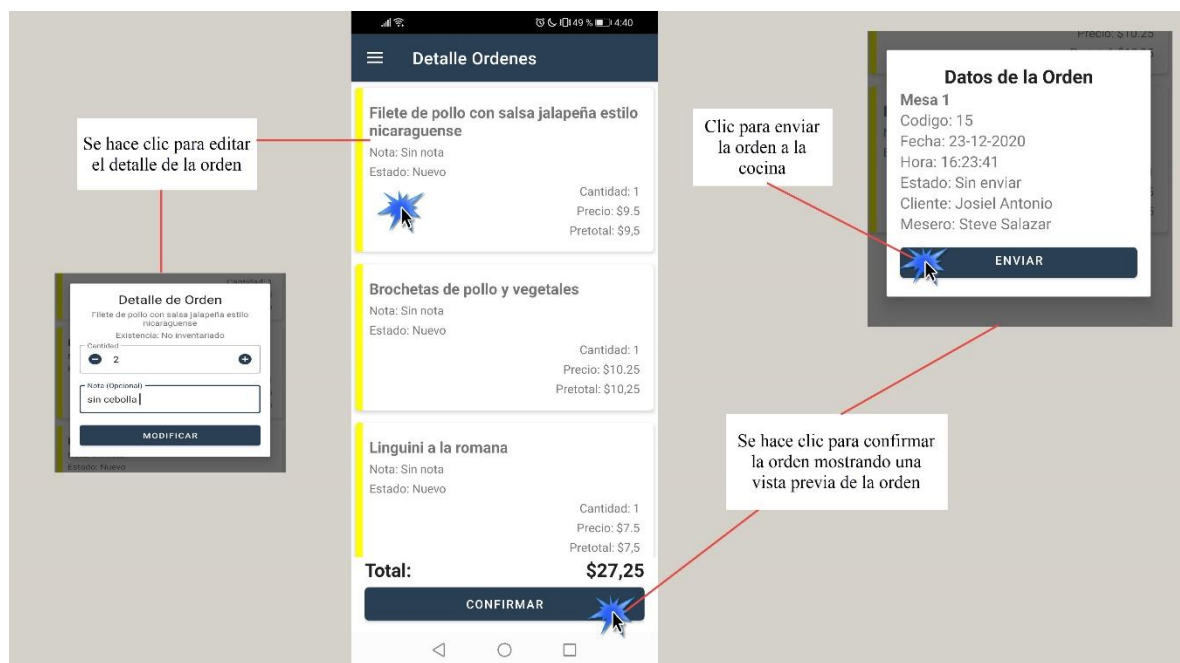 49 % 4:40
Detalle Ordenes
Filete de pollo con salsa jalapeña estilo
nicaraguense
Nota: Sin nota
Estado: Nuevo
Cantidad: 1
Precio: $9.5
Pretotal: $9,5
Brochetas de pollo y vegetales
Nota: Sin nota
Estado: Nuevo
Cantidad: 1
Precio: $10.25
Pretotal: $10,25
Linguini a la romana
Nota: Sin nota
Estado: Nuevo
Cantidad: 1
Precio: $7.5
Pretotal: $7,5
Total: $27,25
CONFIRMAR
Se hace clic para editar
el detalle de la orden
Cantidad: 1
Detalle de Orden
Filete de pollo con salsa jalapeña estilo
nicaraguense
Existencia: No inventariado
Cantidad
2
Nota (Opcional)
sin cebolla
MODIFICAR
Estado: Nuevo
Clic para enviar
la orden a la
cocina
Precio: $10.25
Datos de la Orden
Mesa 1
Codigo: 15
Fecha: 23-12-2020
Hora: 16:23:41
Estado: Sin enviar
Cliente: Josiel Antonio
Mesero: Steve Salazar
ENVIAR
Se hace clic para confirmar
la orden mostrando una
vista previa de la orden